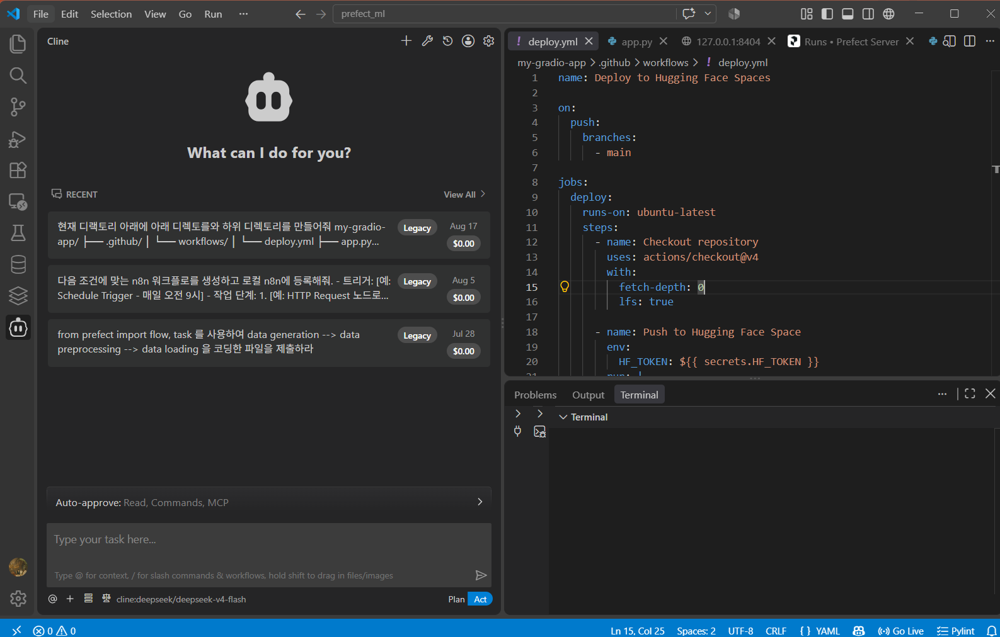 File Edit Selection View Go Run ···
prefect_ml
Cline
What can I do for you?
RECENT
View All
현재 디랙토리 아래에 아래 디렉토를와 하위 디렉토리를 만들어줘 my-gradio-
app/ ├── .github/ │ └── workflows/ │ └── deploy.yml ├── app.py...
Legacy
Aug 17
$0.00
다음 조건에 맞는 n8n 워크플로를 생성하고 로컬 n8n에 등록해줘. - 트리거: [예:
Schedule Trigger - 매일 오전 9시] - 작업 단계: 1. [예: HTTP Request 노드로...
Legacy
Aug 5
$0.00
from prefect import flow, task 를 사용하여 data generation --> data
preprocessing --> data loading 을 코딩한 파일을 제출하라
Legacy
Jul 28
$0.00
Auto-approve: Read, Commands, MCP
Type your task here...
Type @ for context, / for slash commands & workflows, hold shift to drag in files/images
cline:deepseek/deepseek-v4-flash
Plan Act
! deploy.yml app.py 127.0.0.1:8404 Runs • Prefect Server
my-gradio-app > .github > workflows > ! deploy.yml
1 name: Deploy to Hugging Face Spaces
2
3 on:
4 push:
5 branches:
6 - main
7
8 jobs:
9 deploy:
10 runs-on: ubuntu-latest
11 steps:
12 - name: Checkout repository
13 uses: actions/checkout@v4
14 with:
15 fetch-depth: 0
16 lfs: true
17
18 - name: Push to Hugging Face Space
19 env:
20 HF_TOKEN: ${{ secrets.HF_TOKEN }}
21 run: |
Problems Output Terminal
Terminal
0 0
Ln 15, Col 25 Spaces: 2 UTF-8 CRLF { } YAML Go Live Pylint